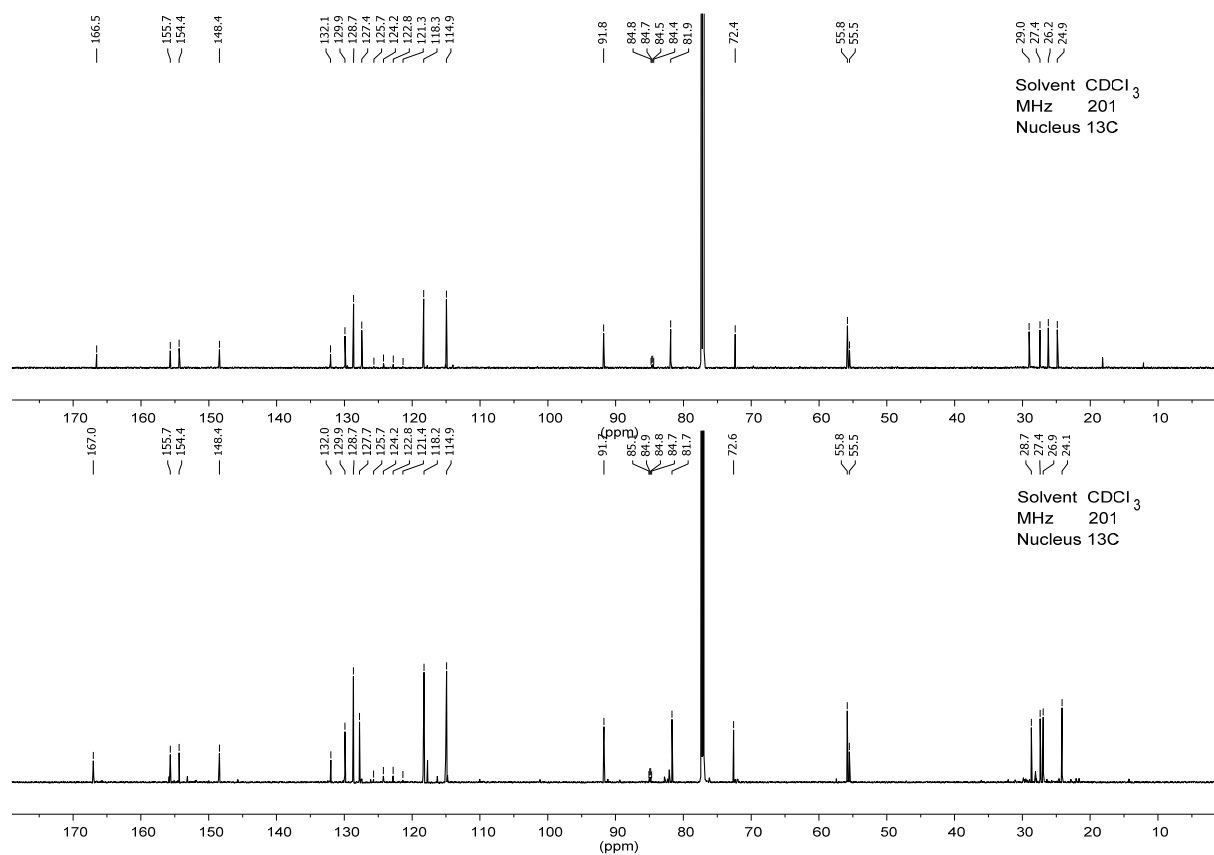 166.5 155.7 154.4 148.4 132.1 129.9 128.7 127.4 125.7 124.2 122.8 121.3 118.3 114.9 91.8 84.8 84.7 84.5 84.4 81.9 72.4 55.8 55.5 29.0 27.4 26.2 24.9
Solvent CDCl3
MHz 201
Nucleus 13C
170 160 150 140 130 120 110 100 90 80 70 60 50 40 30 20 10
(ppm)
167.0 155.7 154.4 148.4 132.0 129.9 128.7 127.7 125.7 124.2 122.8 121.4 118.2 114.9 91.7 85.0 84.9 84.8 84.7 81.7 72.6 55.8 55.5 28.7 27.4 26.9 24.1
Solvent CDCl3
MHz 201
Nucleus 13C
170 160 150 140 130 120 110 100 90 80 70 60 50 40 30 20 10
(ppm)